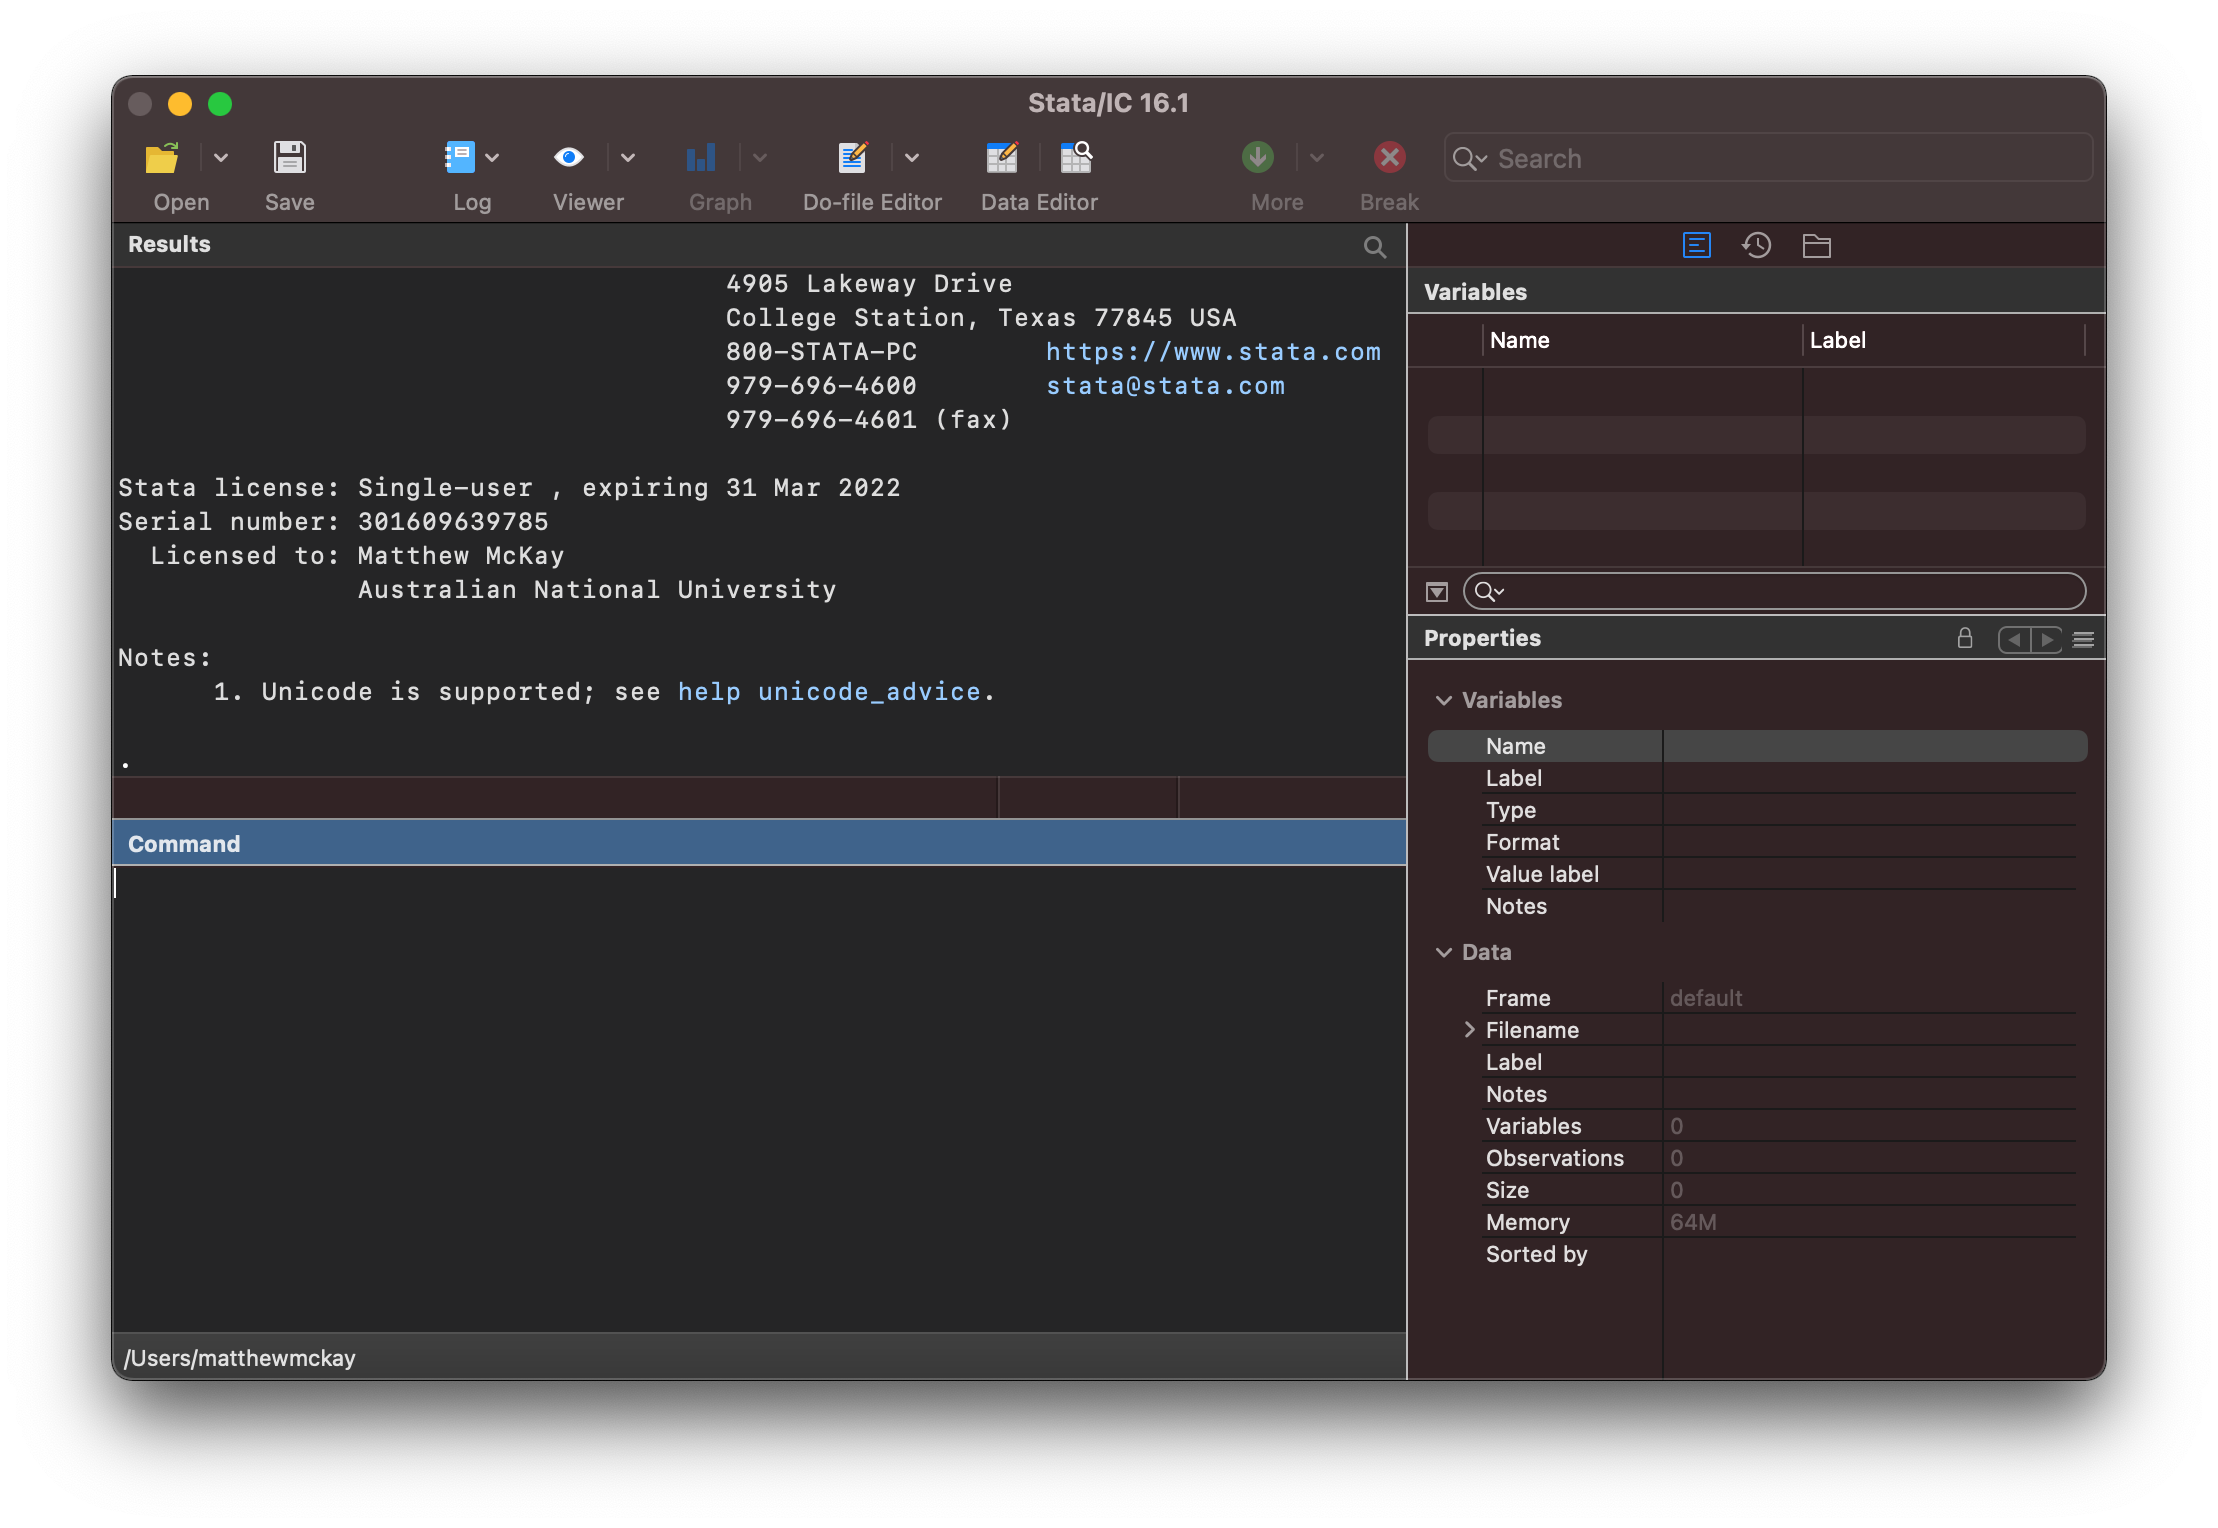 Stata/IC 16.1
Open
Save
Log
Viewer
Graph
Do-file Editor
Data Editor
More
Break
Search
Results
4905 Lakeway Drive
College Station, Texas 77845 USA
800-STATA-PC https://www.stata.com
979-696-4600 stata@stata.com
979-696-4601 (fax)
Stata license: Single-user , expiring 31 Mar 2022
Serial number: 301609639785
Licensed to: Matthew McKay
Australian National University
Notes:
1. Unicode is supported; see help unicode_advice.
.
Command
/Users/matthewmckay
Variables
Name Label
Properties
Variables
Name
Label
Type
Format
Value label
Notes
Data
Frame default
Filename
Label
Notes
Variables 0
Observations 0
Size 0
Memory 64M
Sorted by